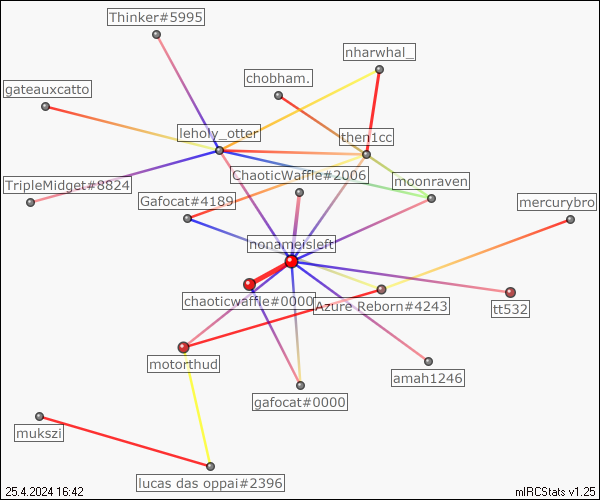 Thinker#5995
nharwhal_
chobham.
gateauxcatto
leholy_otter
then1cc
ChaoticWaffle#2006
moonraven
TripleMidget#8824
Gafocat#4189
mercurybro
nonameisleft
chaoticwaffle#0000
Azure Reborn#4243
tt532
motorthud
amah1246
gafocat#0000
mukszi
lucas das oppai#2396
25.4.2024 16:42
mIRCStats v1.25